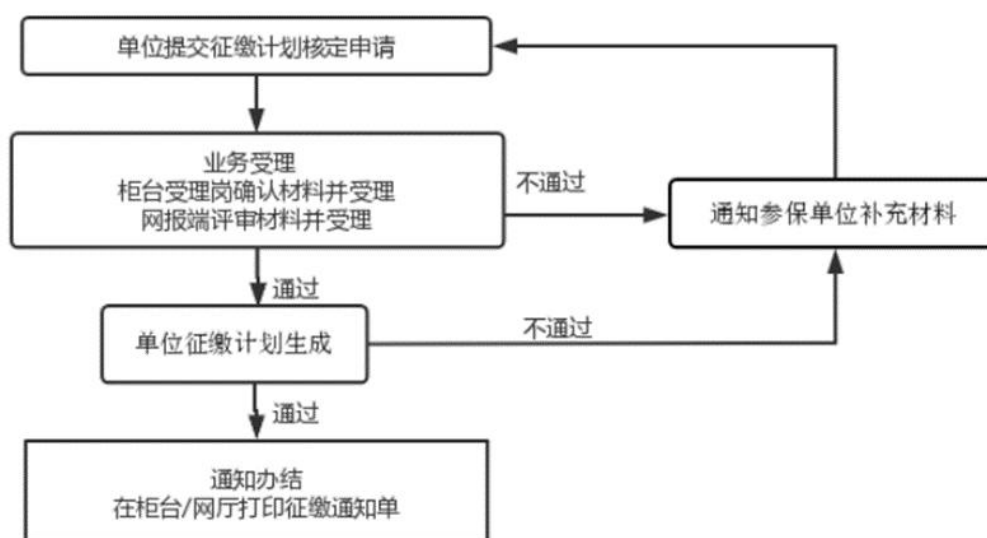 单位提交征缴计划核定申请
业务受理
柜台受理岗确认材料并受理
网报端评审材料并受理
不通过
通知参保单位补充材料
通过
单位征缴计划生成
不通过
通过
通知办结
在柜台/网厅打印征缴通知单